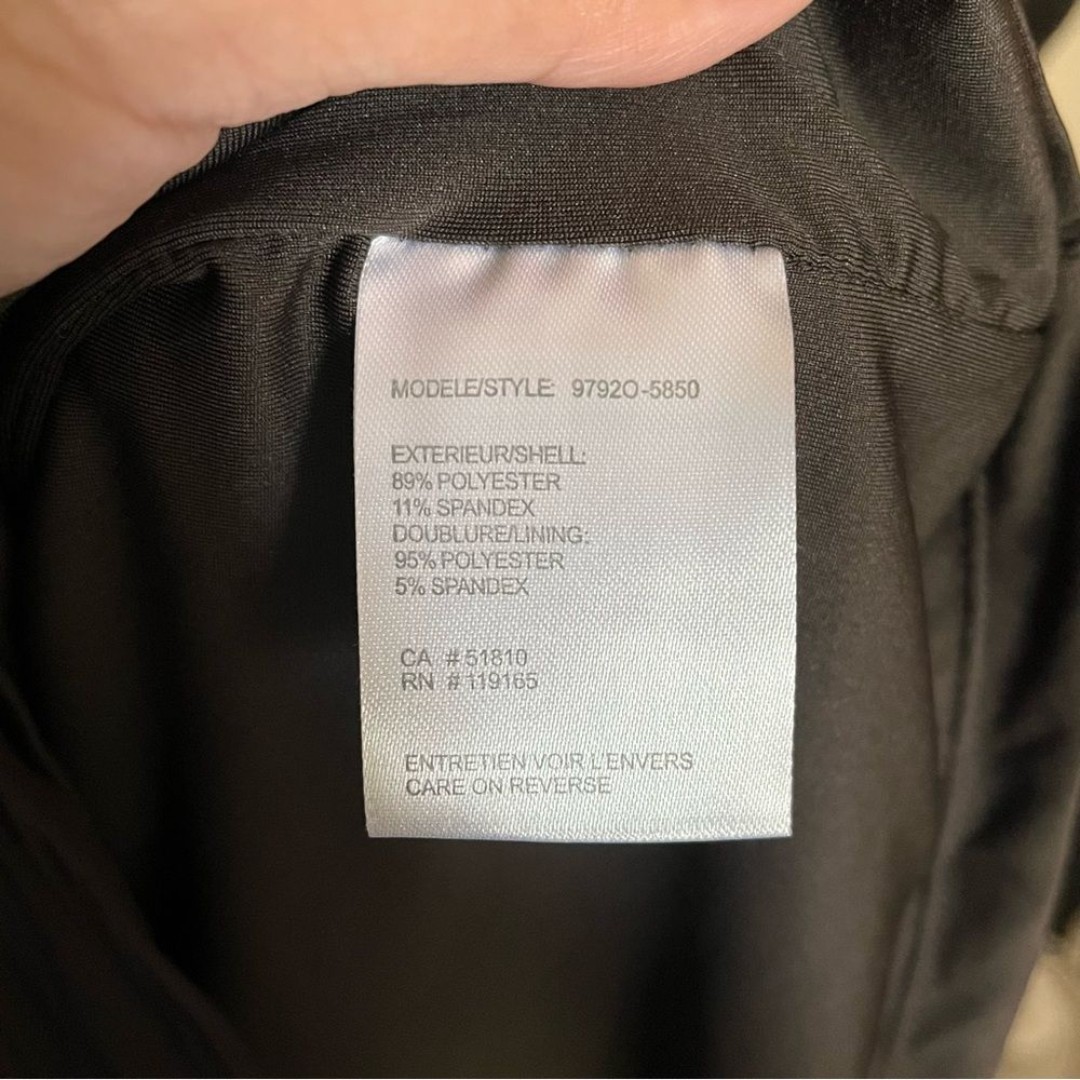 MODELE/STYLE: 9792O-5850
EXTERIEUR/SHELL:
89% POLYESTER
11% SPANDEX
DOUBLURE/LINING:
95% POLYESTER
5% SPANDEX
CA # 51810
RN # 119165
ENTRETIEN VOIR L'ENVERS
CARE ON REVERSE